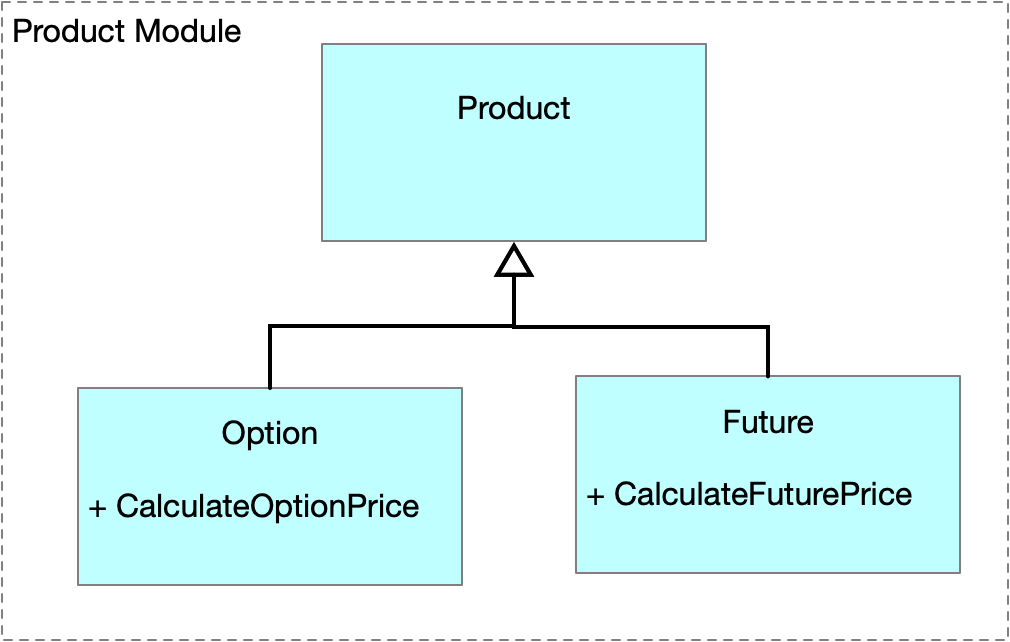 Product Module
Product
Option
+ CalculateOptionPrice
Future
+ CalculateFuturePrice